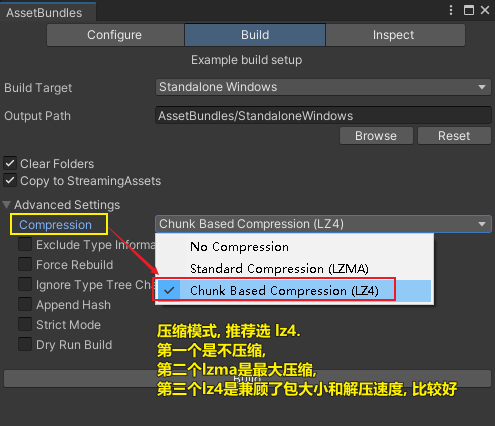 AssetBundles
Configure
Build
Inspect
Example build setup
Build Target
Standalone Windows
Output Path
AssetBundles/StandaloneWindows
Browse
Reset
Clear Folders
Copy to StreamingAssets
Advanced Settings
Compression
Chunk Based Compression (LZ4)
No Compression
Exclude Type Informa
Standard Compression (LZMA)
Force Rebuild
Chunk Based Compression (LZ4)
Ignore Type Tree Ch
Append Hash
Strict Mode
Dry Run Build
压缩模式, 推荐选 lz4.
第一个是不压缩,
第二个lzma是最大压缩,
第三个lz4是兼顾了包大小和解压速度, 比较好